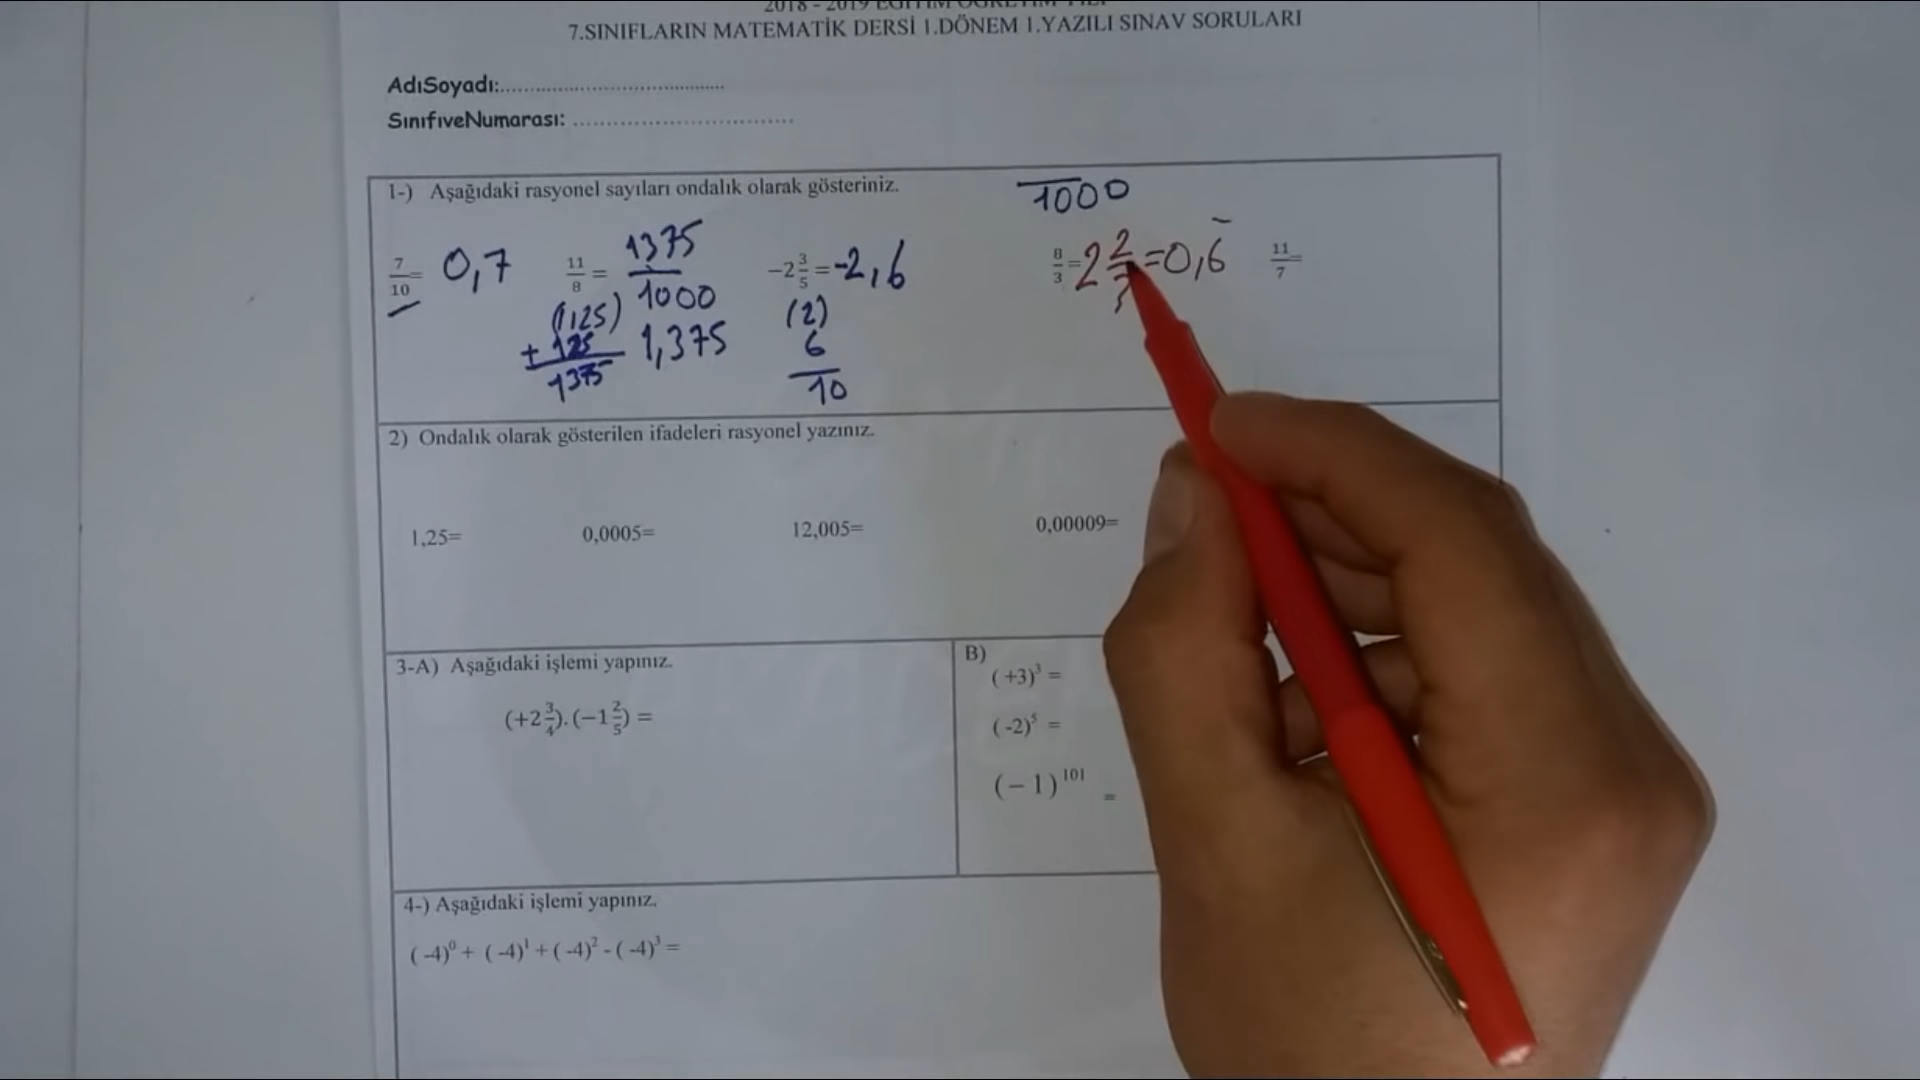 7.SINIFLARIN MATEMATİK DERSİ 1.DÖNEM 1.YAZILI SINAV SORULARI
AdıSoyadı:..........................................
SınıfıveNumarası: ................................
1-) Aşağıdaki rasyonel sayıları ondalık olarak gösteriniz.
1000
7/10= 0,7
11/8 = 1375/1000
(125)
+ 125
1375
1,375
-2 3/5 = -2,6
(2)
6/10
8/3 = 2 2/3 = 0,6̅
11/7=
2) Ondalık olarak gösterilen ifadeleri rasyonel yazınız.
1,25= 0,0005= 12,005= 0,00009=
3-A) Aşağıdaki işlemi yapınız.
(+2 3/4).(−1 2/5) =
B)
( +3)³ =
( -2)⁵ =
(− 1)¹⁰¹ =
4-) Aşağıdaki işlemi yapınız.
( -4)⁰ + ( -4)¹ + ( -4)² - ( -4)³ =